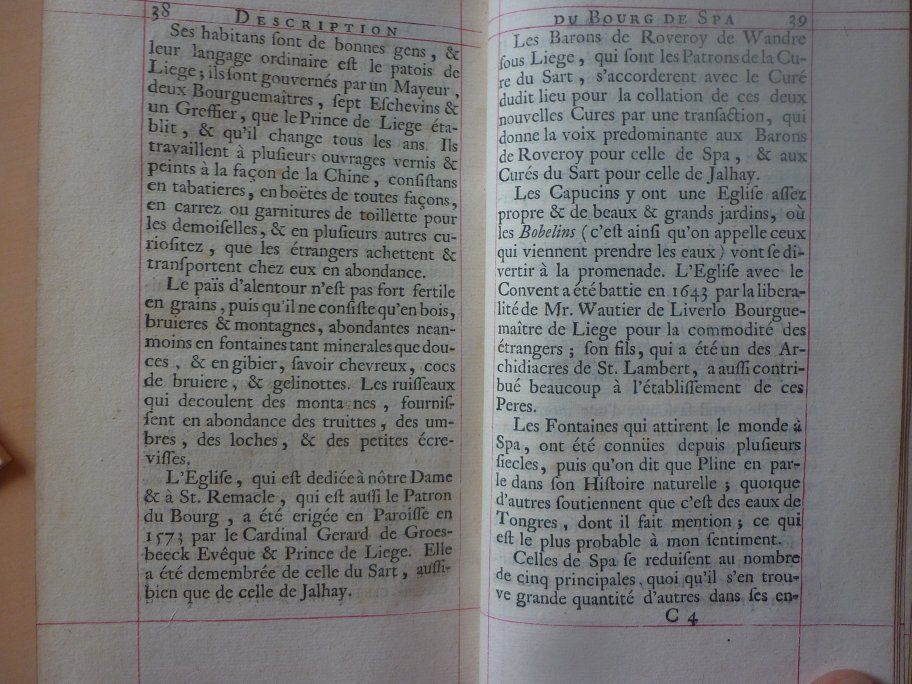 38 DESCRIPTION
Ses habitans ſont de bonnes gens, &
leur langage ordinaire eſt le patois de
Liege; ils ſont gouvernés par un Mayeur,
deux Bourguemaîtres, ſept Eſchevins &
un Greffier, que le Prince de Liege éta-
blit, & qu'il change tous les ans. Ils
travaillent à pluſieurs ouvrages vernis &
peints à la façon de la Chine, conſiſtans
en tabatieres, en boëtes de toutes façons,
en carrez ou garnitures de toillette pour
les demoiſelles, & en pluſieurs autres cu-
rioſitez, que les étrangers achettent &
tranſportent chez eux en abondance.
Le païs d'alentour n'eſt pas fort fertile
en grains, puis qu'il ne conſiſte qu'en bois,
bruieres & montagnes, abondantes nean-
moins en fontaines tant minerales que dou-
ces, & en gibier, ſavoir chevreux, cocs
de bruiere, & gelinottes. Les ruiſſeaux
qui decoulent des montagnes, fourniſ-
ſent en abondance des truittes, des um-
bres, des loches, & des petites écre-
viſſes.
L'Egliſe, qui eſt dediée à nôtre Dame
& à St. Remacle, qui eſt auſſi le Patron
du Bourg, a été erigée en Paroiſſe en
1573 par le Cardinal Gerard de Groeſ-
beeck Evéque & Prince de Liege. Elle
a été demembrée de celle du Sart, auſſi-
bien que de celle de Jalhay.
DU BOURG DE SPA 39
Les Barons de Roveroy de Wandre
ſous Liege, qui ſont les Patrons de la Cu-
re du Sart, s'accorderent avec le Curé
dudit lieu pour la collation de ces deux
nouvelles Cures par une tranſaction, qui
donne la voix predominante aux Barons
de Roveroy pour celle de Spa, & aux
Curés du Sart pour celle de Jalhay.
Les Capucins y ont une Egliſe aſſez
propre & de beaux & grands jardins, où
les Bobelins (c'eſt ainſi qu'on appelle ceux
qui viennent prendre les eaux) vont ſe di-
vertir à la promenade. L'Egliſe avec le
Convent a été battie en 1643 par la libera-
lité de Mr. Wautier de Liverlo Bourgue-
maître de Liege pour la commodité des
étrangers; ſon fils, qui a été un des Ar-
chidiacres de St. Lambert, a auſſi contri-
bué beaucoup à l'établiſſement de ces
Peres.
Les Fontaines qui attirent le monde à
Spa, ont été connües depuis pluſieurs
ſiecles, puis qu'on dit que Pline en par-
le dans ſon Hiſtoire naturelle; quoique
d'autres ſoutiennent que c'eſt des eaux de
Tongres, dont il fait mention; ce qui
eſt le plus probable à mon ſentiment.
Celles de Spa ſe reduiſent au nombre
de cinq principales, quoi qu'il s'en trou-
ve grande quantité d'autres dans ſes en-
C 4